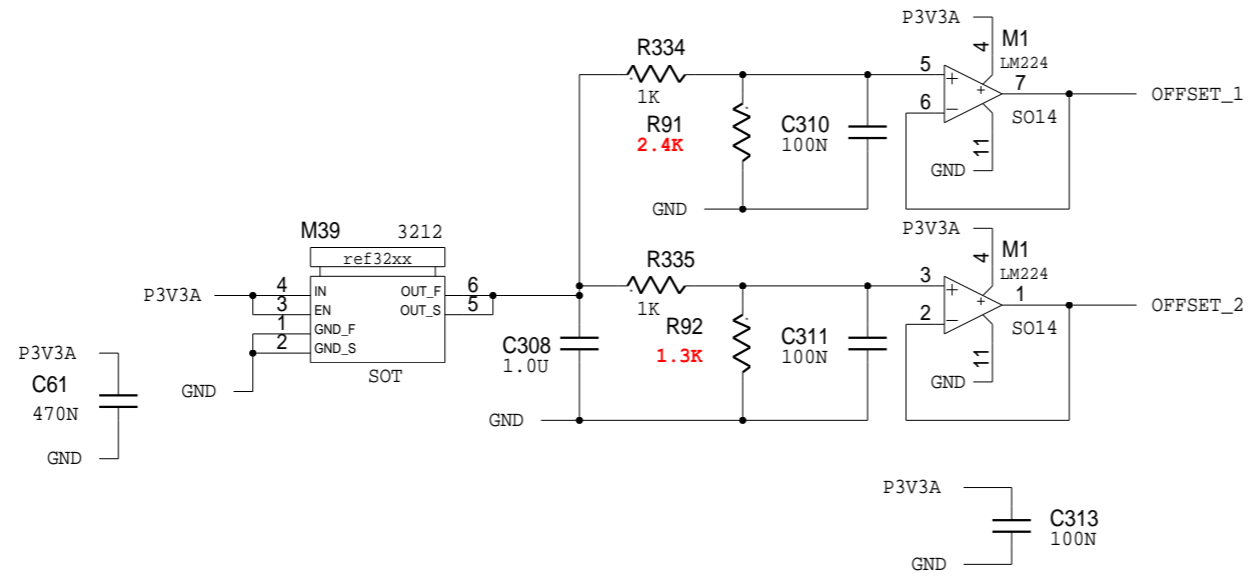 P3V3A
4
M1
LM224
R334
1K
5
+
6
−
+
7
SO14
11
GND
OFFSET_1
R91
2.4K
C310
100N
GND
M39
3212
ref32xx
P3V3A
4
IN
OUT_F
6
3
EN
OUT_S
5
1
GND_F
2
GND_S
SOT
GND
P3V3A
C61
470N
GND
C308
1.0U
GND
R335
1K
R92
1.3K
C311
100N
P3V3A
4
M1
LM224
3
+
2
−
+
1
SO14
11
GND
OFFSET_2
P3V3A
C313
100N
GND